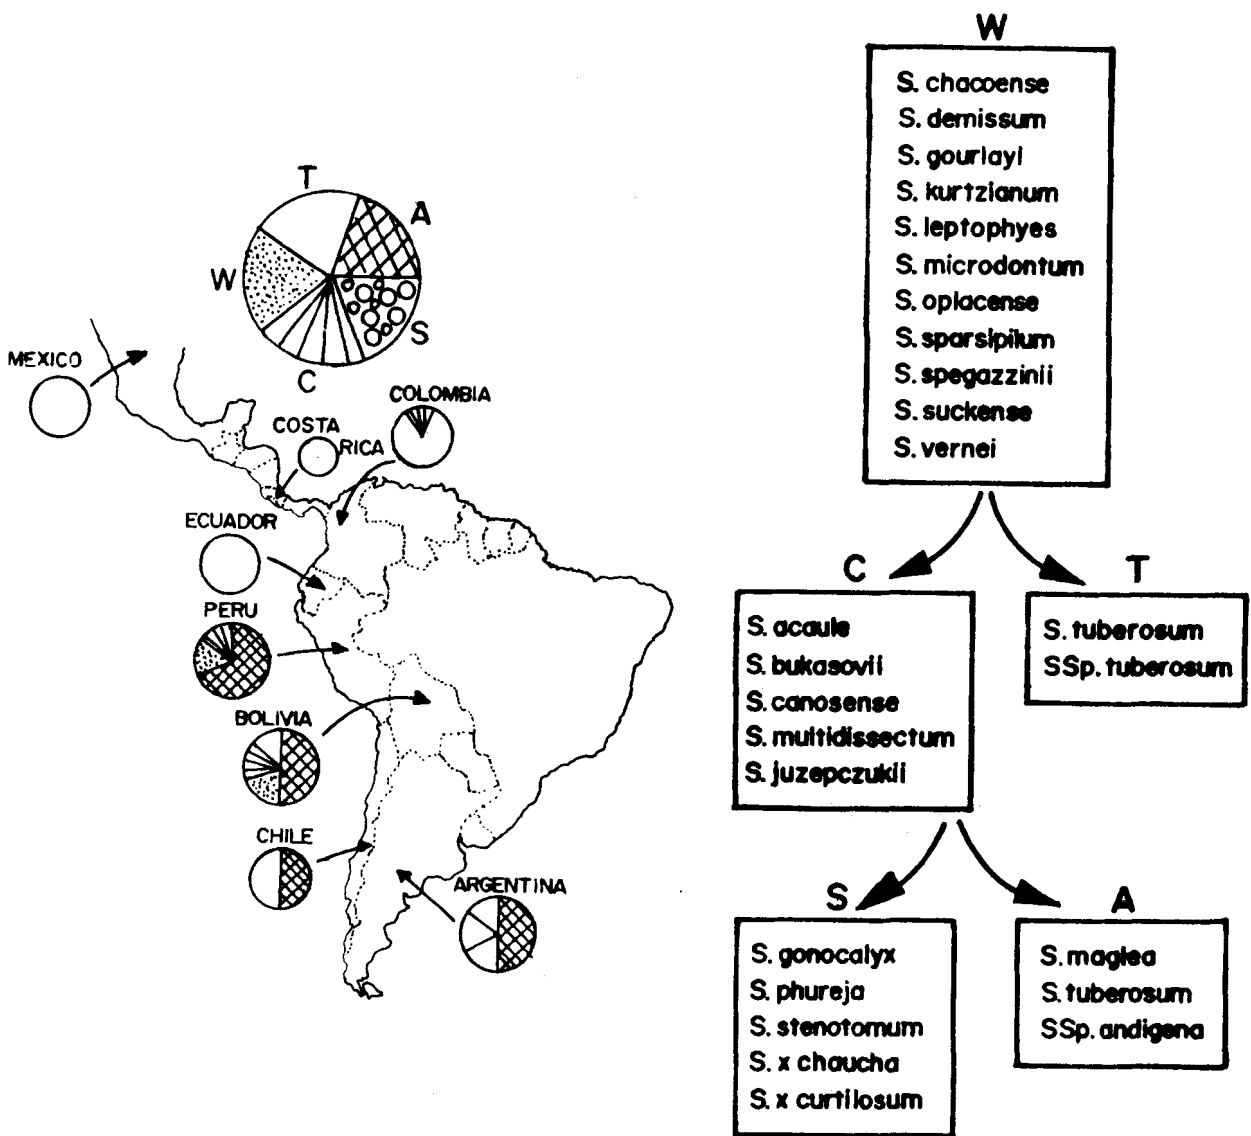 T
A
W
S
C
MEXICO
COLOMBIA
COSTA
RICA
ECUADOR
PERU
BOLIVIA
CHILE
ARGENTINA
W
S. chacoense
S. demissum
S. gourlayi
S. kurtzianum
S. leptophyes
S. microdontum
S. oplacense
S. sparsipilum
S. spegazzinii
S. suckense
S. vernei
C
S. acaule
S. bukasovii
S. canosense
S. multidissectum
S. juzepczukii
T
S. tuberosum
SSp. tuberosum
S
S. gonocalyx
S. phureja
S. stenotomum
S. x chaucha
S. x curtilosum
A
S. maglea
S. tuberosum
SSp. andigena